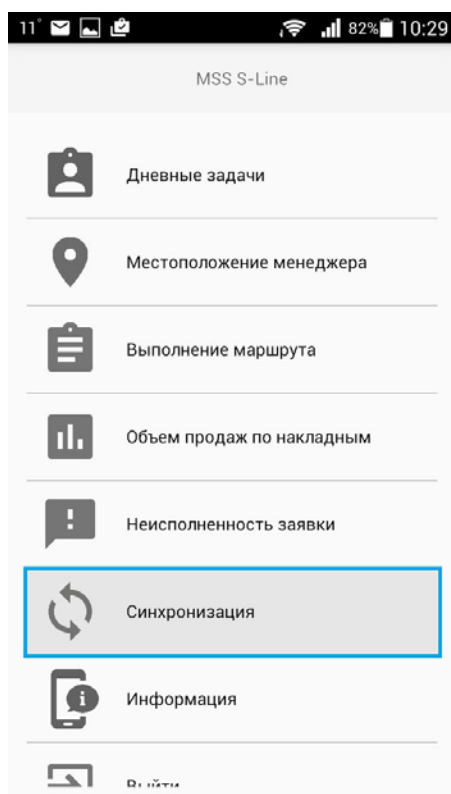 11° 82% 10:29
MSS S-Line
Дневные задачи
Местоположение менеджера
Выполнение маршрута
Объем продаж по накладным
Неисполненность заявки
Синхронизация
Информация
Выйти